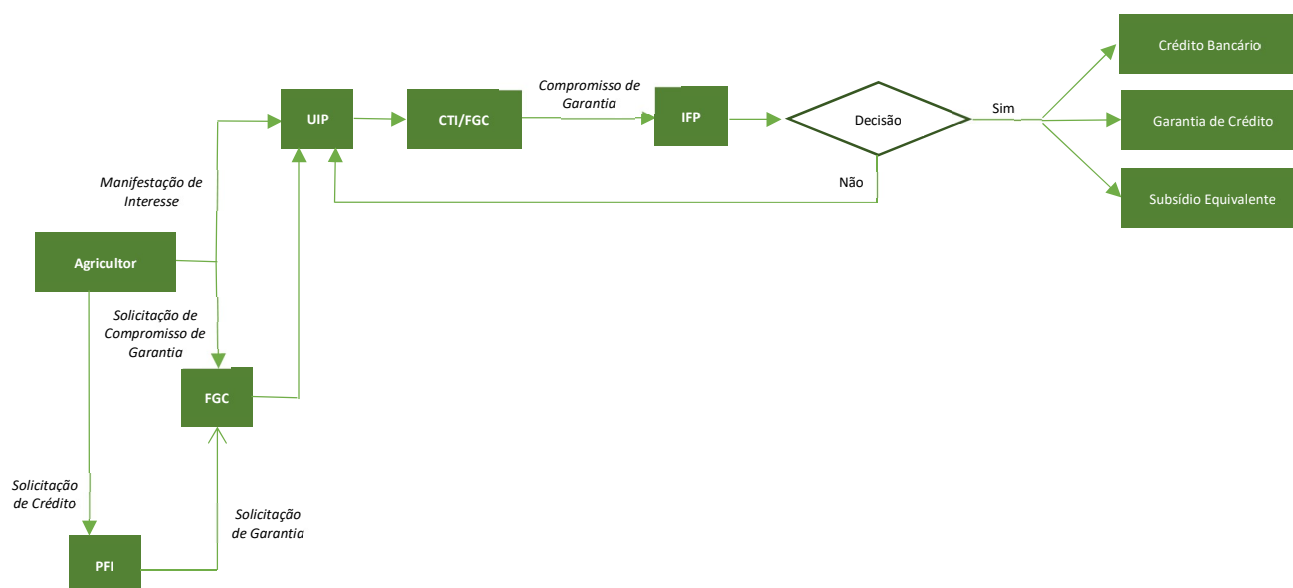 Crédito Bancário
Compromisso de
Garantia
UIP
CTI/FGC
IFP
Decisão
Sim
Garantia de Crédito
Não
Manifestação de
Interesse
Subsídio Equivalente
Agricultor
Solicitação de
Compromisso de
Garantia
FGC
Solicitação
de Crédito
Solicitação
de Garantia
PFI